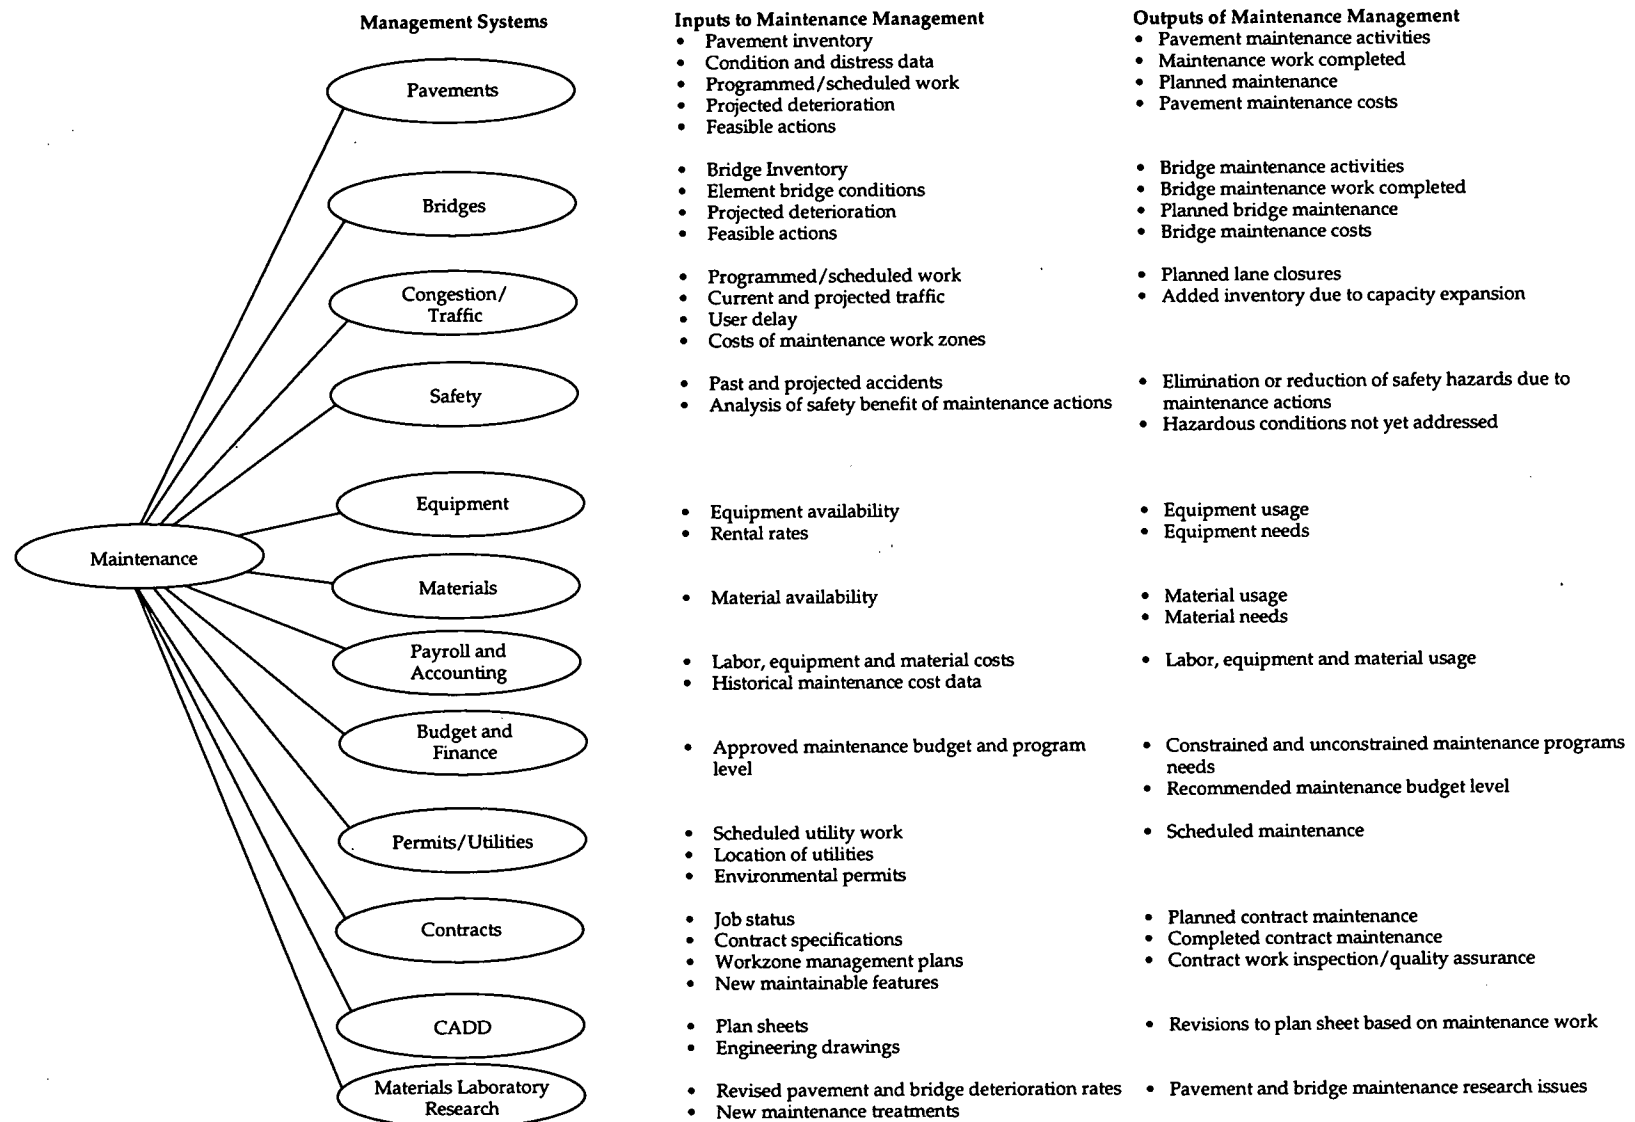 Management Systems
Inputs to Maintenance Management
Outputs of Maintenance Management
Pavements
• Pavement inventory
• Condition and distress data
• Programmed/scheduled work
• Projected deterioration
• Feasible actions
• Pavement maintenance activities
• Maintenance work completed
• Planned maintenance
• Pavement maintenance costs
Bridges
• Bridge Inventory
• Element bridge conditions
• Projected deterioration
• Feasible actions
• Bridge maintenance activities
• Bridge maintenance work completed
• Planned bridge maintenance
• Bridge maintenance costs
Congestion/
Traffic
• Programmed/scheduled work
• Current and projected traffic
• User delay
• Costs of maintenance work zones
• Planned lane closures
• Added inventory due to capacity expansion
Safety
• Past and projected accidents
• Analysis of safety benefit of maintenance actions
• Elimination or reduction of safety hazards due to
maintenance actions
• Hazardous conditions not yet addressed
Equipment
• Equipment availability
• Rental rates
• Equipment usage
• Equipment needs
Maintenance
Materials
• Material availability
• Material usage
• Material needs
Payroll and
Accounting
• Labor, equipment and material costs
• Historical maintenance cost data
• Labor, equipment and material usage
Budget and
Finance
• Approved maintenance budget and program
level
• Constrained and unconstrained maintenance programs
needs
• Recommended maintenance budget level
Permits/Utilities
• Scheduled utility work
• Location of utilities
• Environmental permits
• Scheduled maintenance
Contracts
• Job status
• Contract specifications
• Workzone management plans
• New maintainable features
• Planned contract maintenance
• Completed contract maintenance
• Contract work inspection/quality assurance
CADD
• Plan sheets
• Engineering drawings
• Revisions to plan sheet based on maintenance work
Materials Laboratory
Research
• Revised pavement and bridge deterioration rates
• New maintenance treatments
• Pavement and bridge maintenance research issues